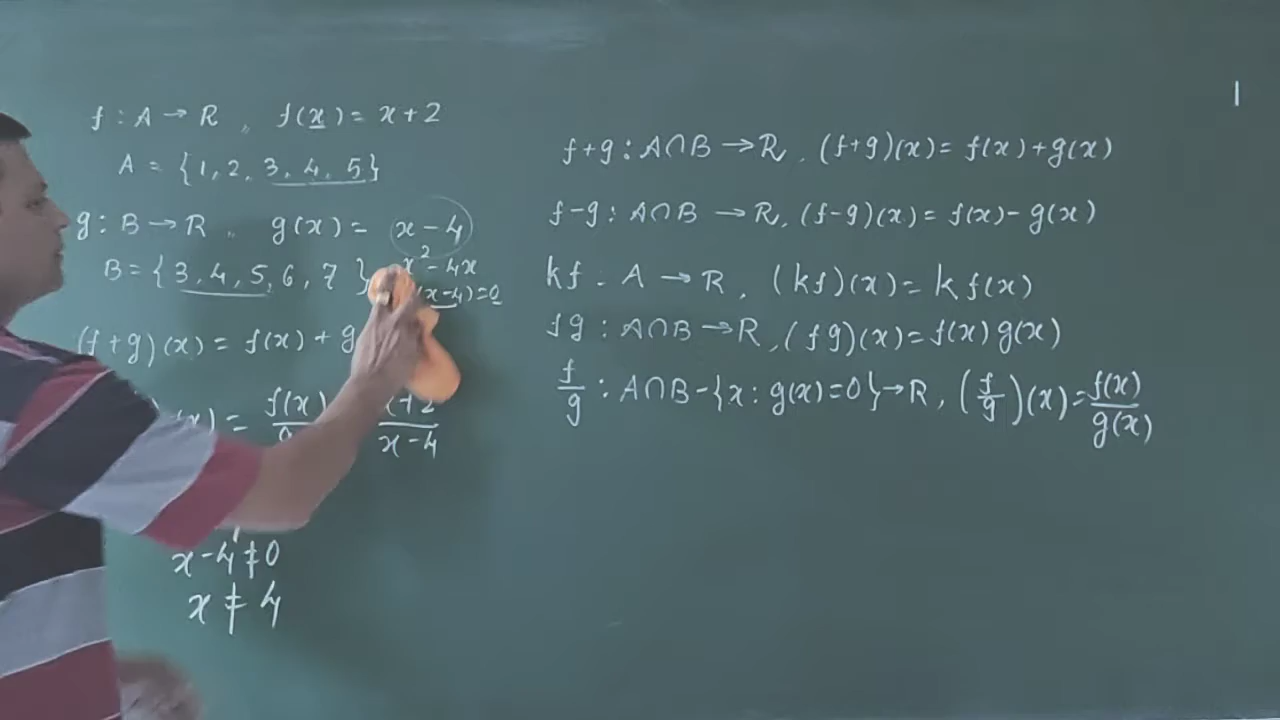 f : A → R ,, f(x) = x + 2
A = {1, 2, 3, 4, 5}
g : B → R ,, g(x) = x - 4
B = {3, 4, 5, 6, 7 } x² - 4x
(x-4)=0
(f+g)(x) = f(x) + g
(x) = f(x) x+2
x-4
x-4 ≠ 0
x ≠ 4
1
f+g : A∩B → R, (f+g)(x) = f(x)+g(x)
f-g : A∩B → R, (f-g)(x) = f(x)- g(x)
kf : A → R, (kf)(x) = k f(x)
fg : A∩B → R, (fg)(x) = f(x) g(x)
f/g : A∩B - {x : g(x)=0} → R, (f/g)(x) = f(x)/g(x)